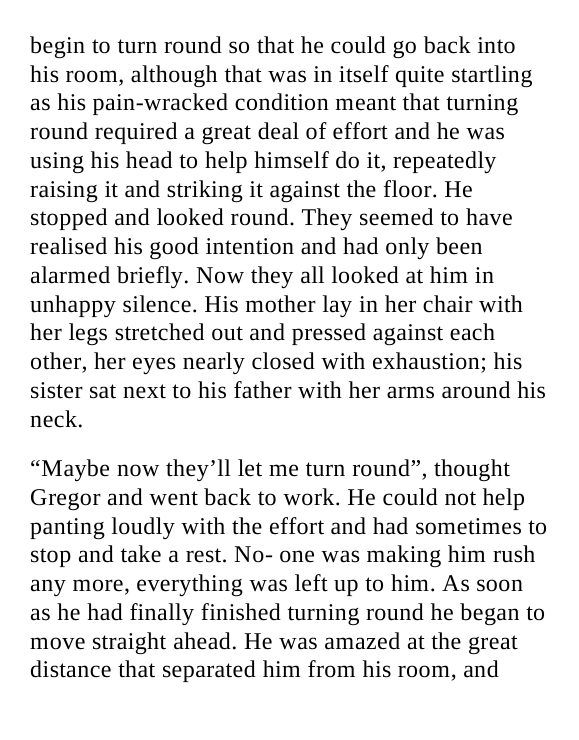 begin to turn round so that he could go back into
his room, although that was in itself quite startling
as his pain-wracked condition meant that turning
round required a great deal of effort and he was
using his head to help himself do it, repeatedly
raising it and striking it against the floor. He
stopped and looked round. They seemed to have
realised his good intention and had only been
alarmed briefly. Now they all looked at him in
unhappy silence. His mother lay in her chair with
her legs stretched out and pressed against each
other, her eyes nearly closed with exhaustion; his
sister sat next to his father with her arms around his
neck.
“Maybe now they’ll let me turn round”, thought
Gregor and went back to work. He could not help
panting loudly with the effort and had sometimes to
stop and take a rest. No- one was making him rush
any more, everything was left up to him. As soon
as he had finally finished turning round he began to
move straight ahead. He was amazed at the great
distance that separated him from his room, and